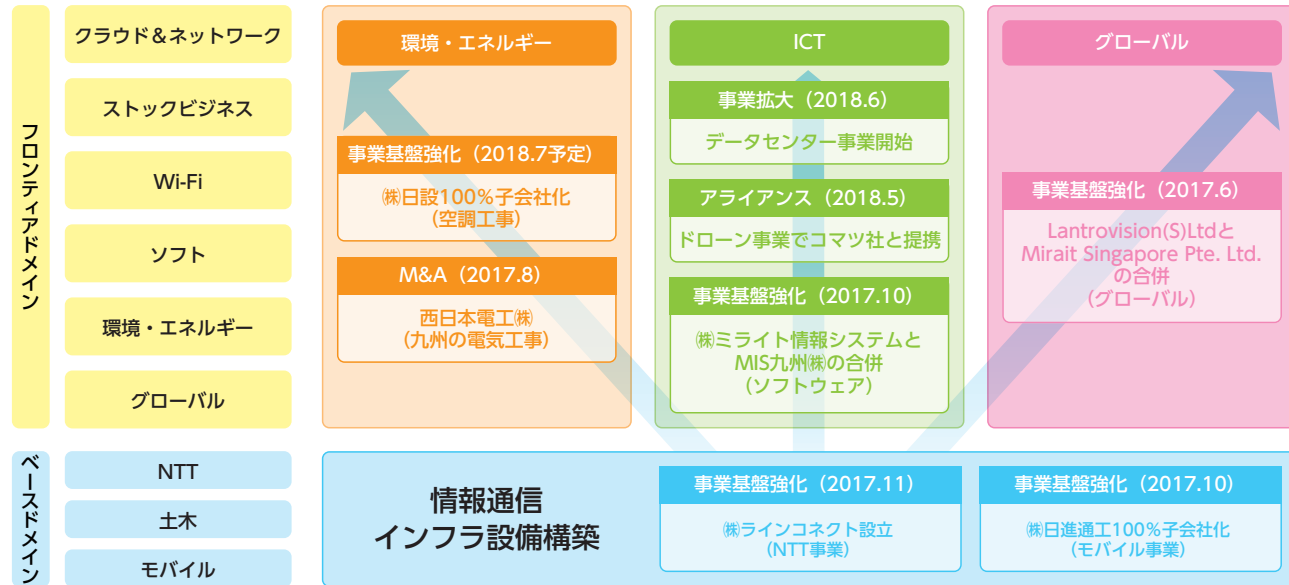 フロンティアドメイン
クラウド＆ネットワーク
ストックビジネス
Wi-Fi
ソフト
環境・エネルギー
グローバル
環境・エネルギー
事業基盤強化（2018.7予定）
㈱日設100％子会社化
（空調工事）
M&A（2017.8）
西日本電工㈱
（九州の電気工事）
ICT
事業拡大（2018.6）
データセンター事業開始
アライアンス（2018.5）
ドローン事業でコマツ社と提携
事業基盤強化（2017.10）
㈱ミライト情報システムと
MIS九州㈱の合併
（ソフトウェア）
グローバル
事業基盤強化（2017.6）
Lantrovision(S)Ltdと
Mirait Singapore Pte. Ltd.
の合併
（グローバル）
ベースドメイン
NTT
土木
モバイル
情報通信
インフラ設備構築
事業基盤強化（2017.11）
㈱ラインコネクト設立
（NTT事業）
事業基盤強化（2017.10）
㈱日進通工100％子会社化
（モバイル事業）